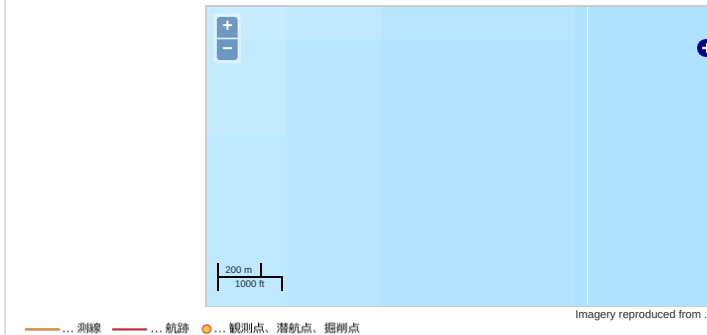 +
−
200 m
1000 ft
Imagery reproduced from .
... 測線 ... 航跡 ... 観測点、潜航点、掘削点